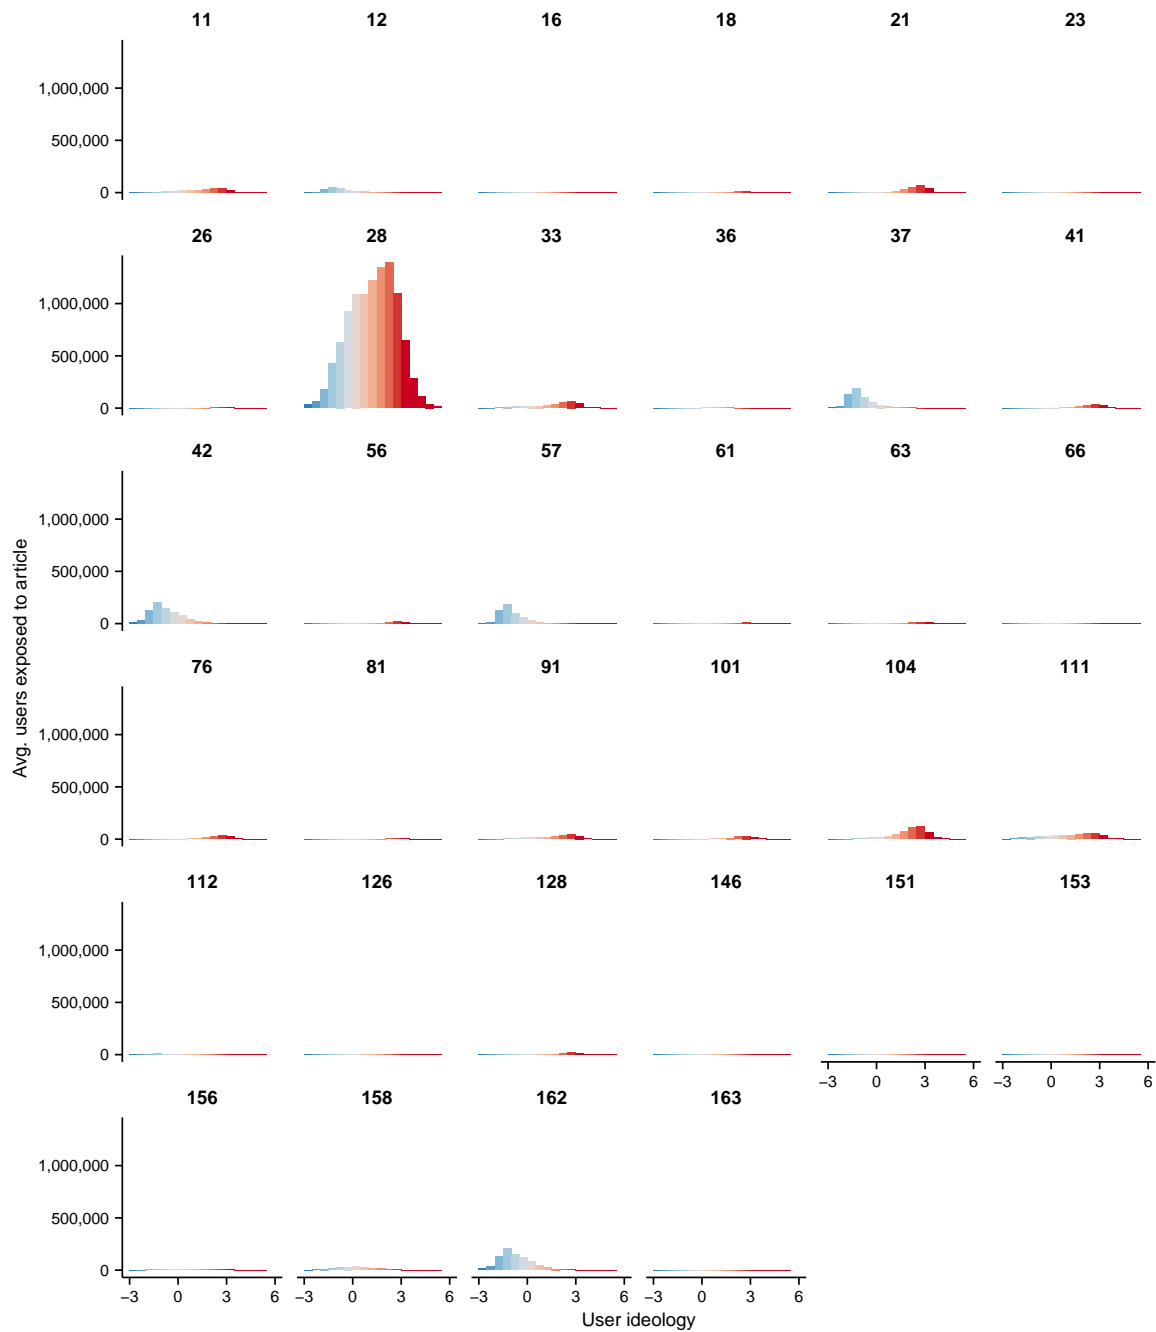 11 12 16 18 21 23
1,000,000
500,000
0
26 28 33 36 37 41
1,000,000
500,000
0
42 56 57 61 63 66
1,000,000
500,000
0
Avg. users exposed to article
76 81 91 101 104 111
1,000,000
500,000
0
112 126 128 146 151 153
1,000,000
500,000
0
−3 0 3 6 −3 0 3 6
156 158 162 163
1,000,000
500,000
0
−3 0 3 6 −3 0 3 6 −3 0 3 6 −3 0 3 6
User ideology